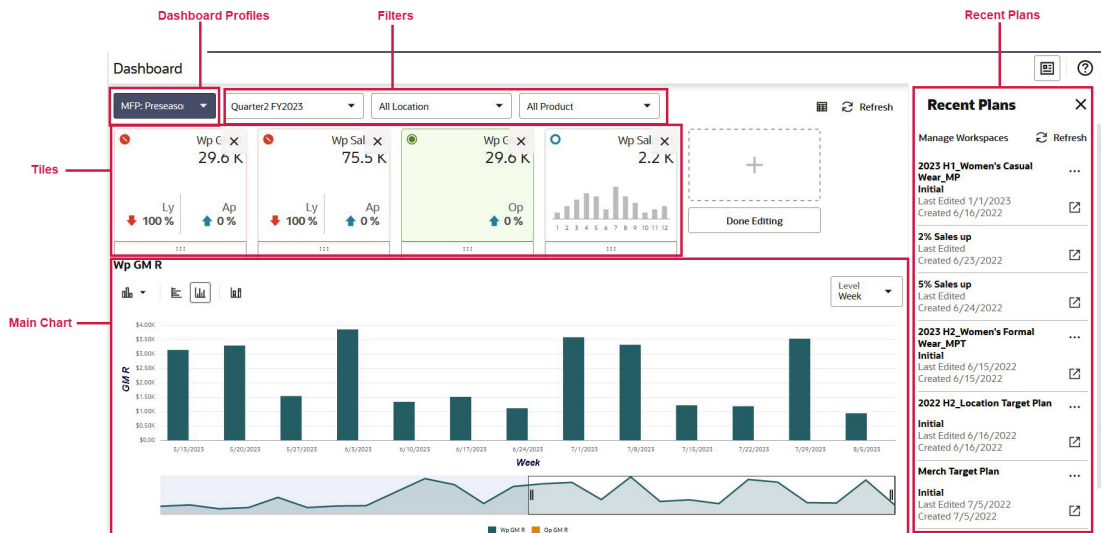 Dashboard Profiles
Filters
Recent Plans
Dashboard
MFP: Preseaso
Quarter2 FY2023
All Location
All Product
Refresh
Recent Plans
Manage Workspaces
Refresh
Tiles
Wp G
29.6 K
Ly
100 %
Ap
0 %
Wp Sal
75.5 K
Ly
100 %
Ap
0 %
Wp G
29.6 K
Op
0 %
Wp Sal
2.2 K
1 2 3 4 5 6 7 8 9 10 11 12
+
Done Editing
2023 H1_Women's Casual
Wear_MP
Initial
Last Edited 1/1/2023
Created 6/16/2022
2% Sales up
Last Edited
Created 6/23/2022
5% Sales up
Last Edited
Created 6/24/2022
2023 H2_Women's Formal
Wear_MPT
Initial
Last Edited 6/15/2022
Created 6/15/2022
2022 H2_Location Target Plan
Initial
Last Edited 6/16/2022
Created 6/16/2022
Merch Target Plan
Initial
Last Edited 7/5/2022
Created 7/5/2022
Main Chart
Wp GM R
Level
Week
GM R
$4.00K
$3.50K
$3.00K
$2.50K
$2.00K
$1.50K
$1.00K
$0.50K
$0.00
5/13/2023 5/20/2023 5/27/2023 6/3/2023 6/10/2023 6/17/2023 6/24/2023 7/1/2023 7/8/2023 7/15/2023 7/22/2023 7/29/2023 8/5/2023
Week
Wp GM R
Op GM R